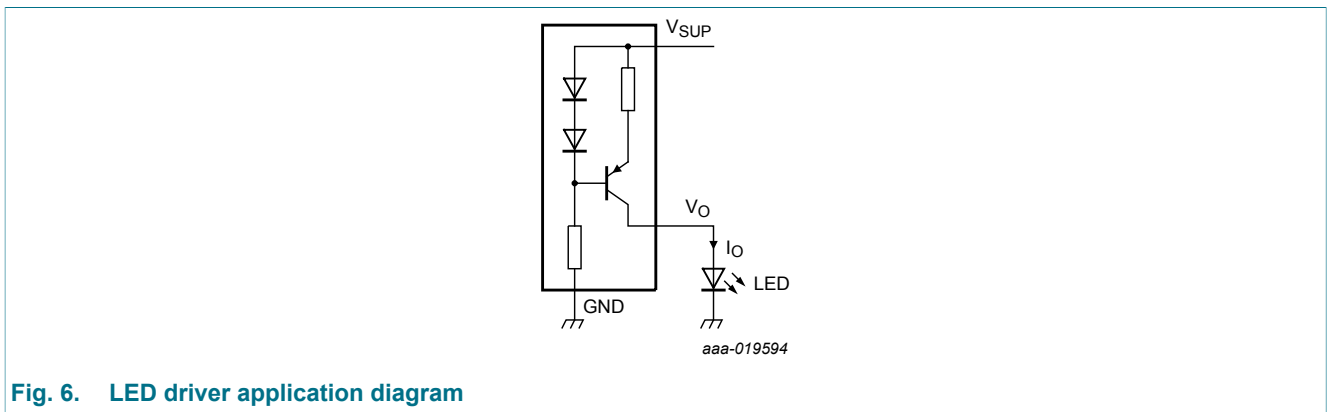 VSUP
VO
IO
LED
GND
aaa-019594
Fig. 6. LED driver application diagram